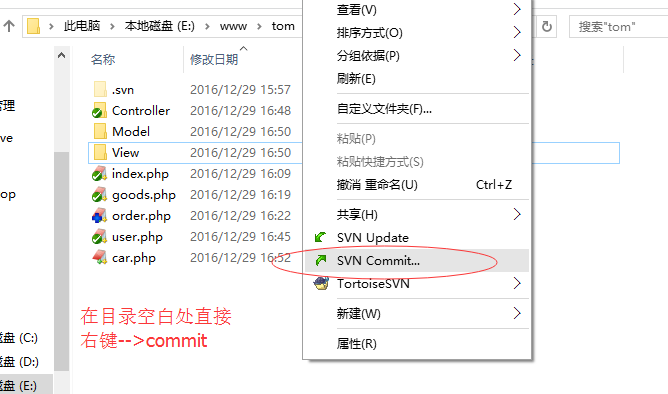 此电脑 > 本地磁盘 (E:) > www > tom
搜索"tom"
名称 修改日期
.svn 2016/12/29 15:57
Controller 2016/12/29 16:48
Model 2016/12/29 16:50
View 2016/12/29 16:50
index.php 2016/12/29 16:09
goods.php 2016/12/29 16:19
order.php 2016/12/29 16:22
user.php 2016/12/29 16:45
car.php 2016/12/29 16:52
管理
ve
op
磁盘 (C:)
磁盘 (D:)
磁盘 (E:)
查看(V)
排序方式(O)
分组依据(P)
刷新(E)
自定义文件夹(F)...
粘贴(P)
粘贴快捷方式(S)
撤消 重命名(U) Ctrl+Z
共享(H)
SVN Update
SVN Commit...
TortoiseSVN
新建(W)
属性(R)
在目录空白处直接
右键-->commit